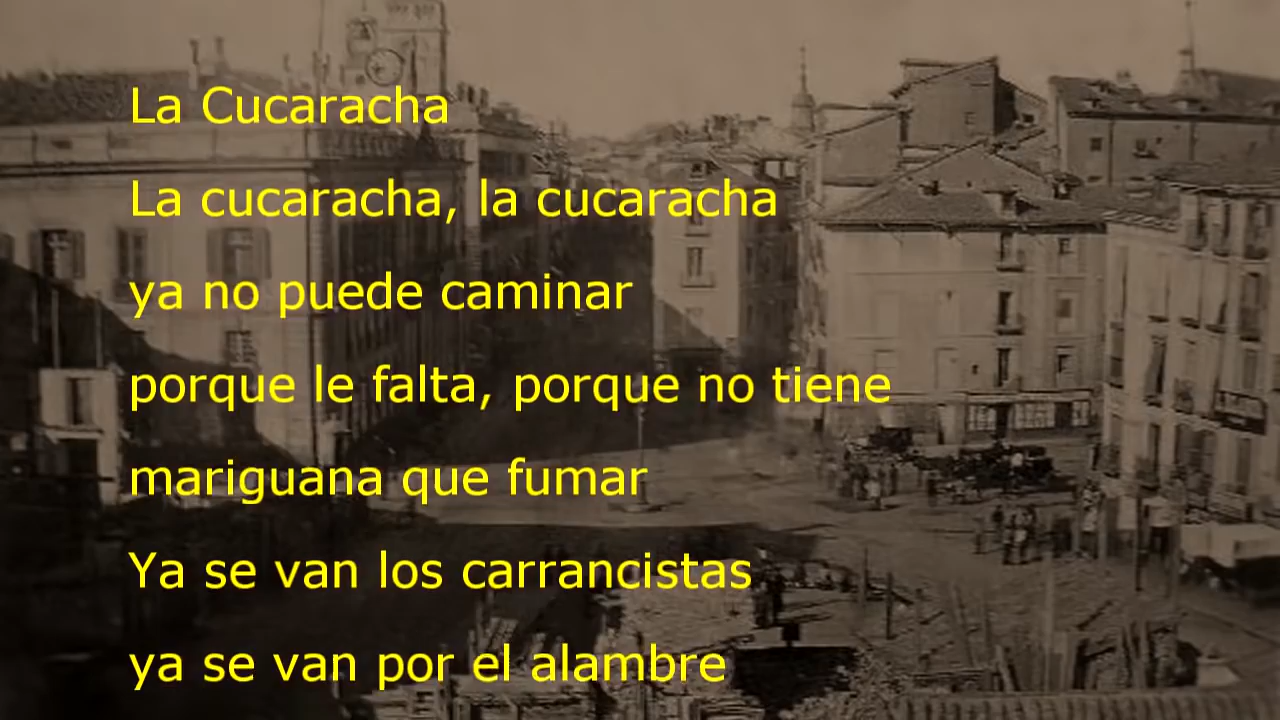 La Cucaracha
La cucaracha, la cucaracha
ya no puede caminar
porque le falta, porque no tiene
mariguana que fumar
Ya se van los carrancistas
ya se van por el alambre